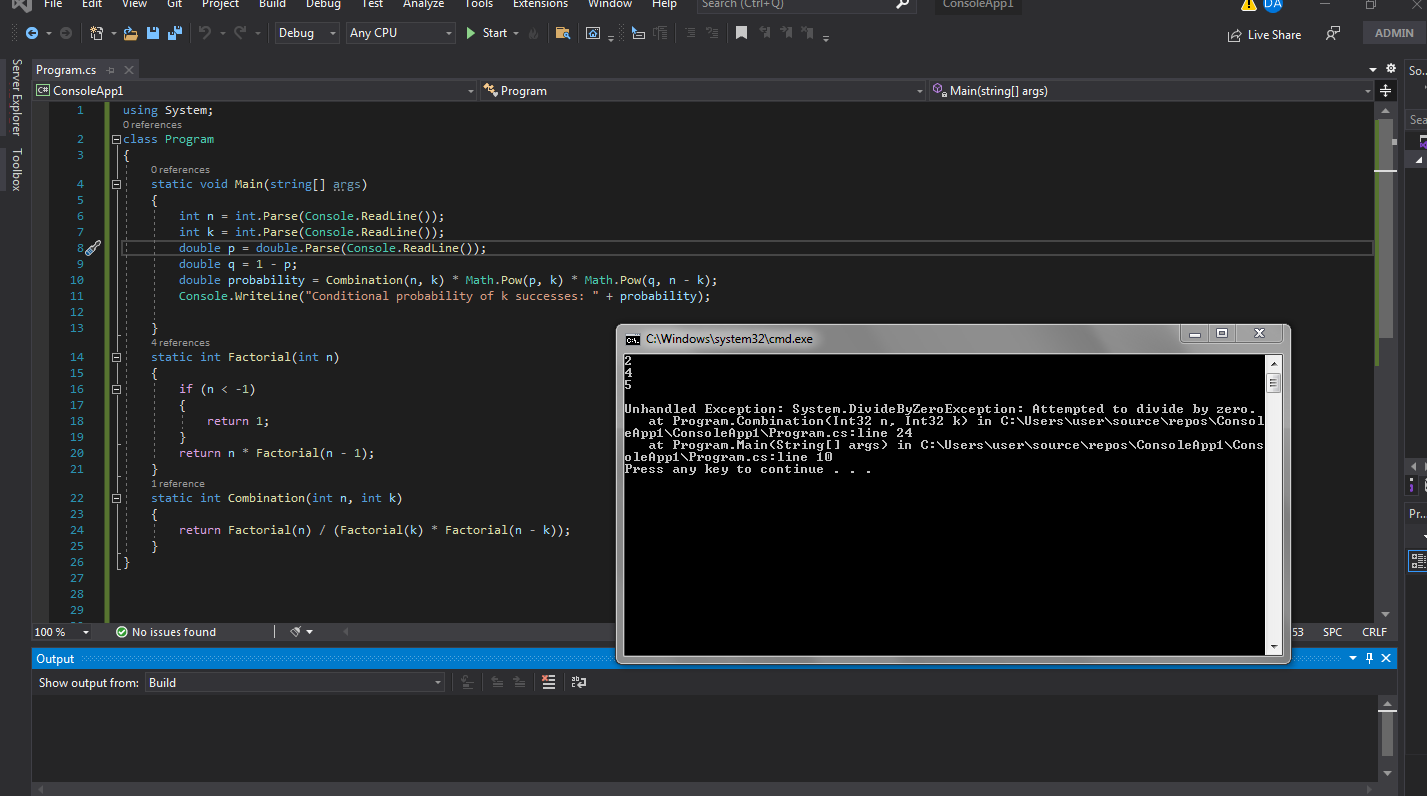 File Edit View Git Project Build Debug Test Analyze Tools Extensions Window Help Search (Ctrl+Q) ConsoleApp1 DA
Debug Any CPU Start Live Share ADMIN
Server Explorer
Toolbox
Program.cs
ConsoleApp1 Program Main(string[] args)
1 using System;
0 references
2 class Program
3 {
0 references
4 static void Main(string[] args)
5 {
6 int n = int.Parse(Console.ReadLine());
7 int k = int.Parse(Console.ReadLine());
8 double p = double.Parse(Console.ReadLine());
9 double q = 1 - p;
10 double probability = Combination(n, k) * Math.Pow(p, k) * Math.Pow(q, n - k);
11 Console.WriteLine("Conditional probability of k successes: " + probability);
12
13 }
4 references
14 static int Factorial(int n)
15 {
16 if (n < -1)
17 {
18 return 1;
19 }
20 return n * Factorial(n - 1);
21 }
1 reference
22 static int Combination(int n, int k)
23 {
24 return Factorial(n) / (Factorial(k) * Factorial(n - k));
25 }
26 }
27
28
29
C:\Windows\system32\cmd.exe
2
4
5
Unhandled Exception: System.DivideByZeroException: Attempted to divide by zero.
at Program.Combination(Int32 n, Int32 k) in C:\Users\user\source\repos\Consol
eApp1\ConsoleApp1\Program.cs:line 24
at Program.Main(String[] args) in C:\Users\user\source\repos\ConsoleApp1\Cons
oleApp1\Program.cs:line 10
Press any key to continue . . .
100 % No issues found 53 SPC CRLF
Output
Show output from: Build
So...
Sea
Pr...